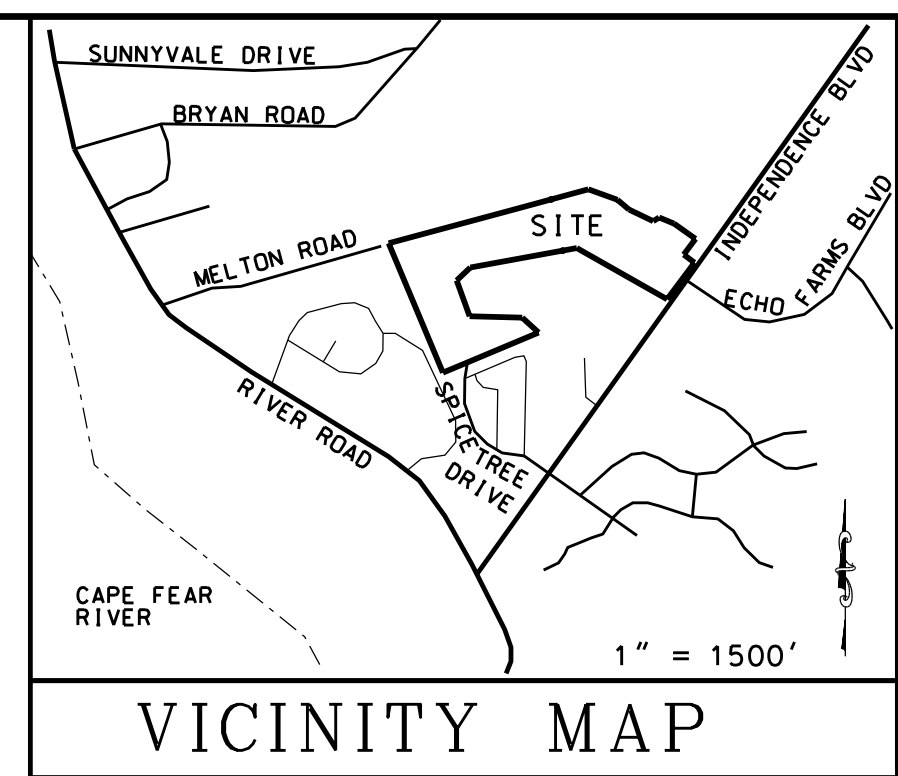 SUNNYVALE DRIVE
BRYAN ROAD
INDEPENDENCE BLVD
SITE
MELTON ROAD
ECHO FARMS BLVD
RIVER ROAD
SPICETREE
DRIVE
CAPE FEAR
RIVER
1" = 1500'
VICINITY MAP